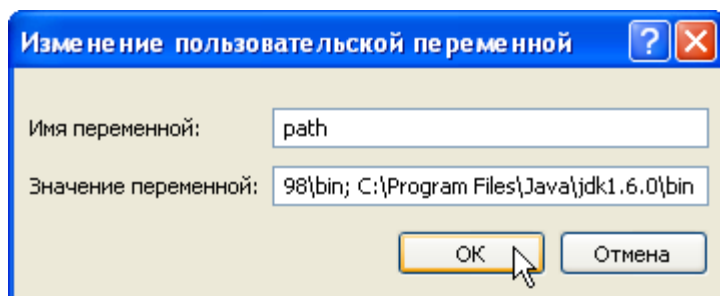 Изменение пользовательской переменной
Имя переменной: path
Значение переменной: 98\bin; C:\Program Files\Java\jdk1.6.0\bin
ОК Отмена